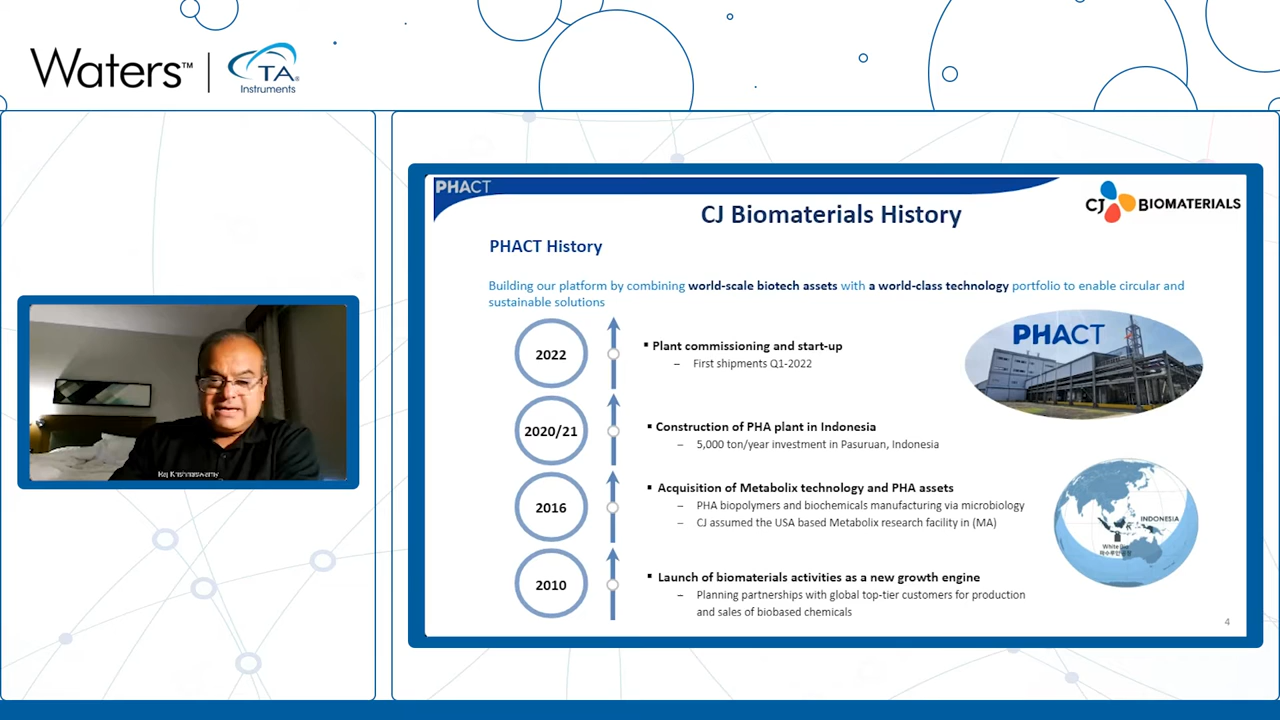 Waters™ | TA® Instruments
PHACT
CJ Biomaterials History
CJ BIOMATERIALS
PHACT History
Building our platform by combining world-scale biotech assets with a world-class technology portfolio to enable circular and
sustainable solutions
2022
▪ Plant commissioning and start-up
– First shipments Q1-2022
PHACT
2020/21
▪ Construction of PHA plant in Indonesia
– 5,000 ton/year investment in Pasuruan, Indonesia
2016
▪ Acquisition of Metabolix technology and PHA assets
– PHA biopolymers and biochemicals manufacturing via microbiology
– CJ assumed the USA based Metabolix research facility in (MA)
INDONESIA
White Bio
2010
▪ Launch of biomaterials activities as a new growth engine
– Planning partnerships with global top-tier customers for production
and sales of biobased chemicals
4
Raj Krishnaswamy